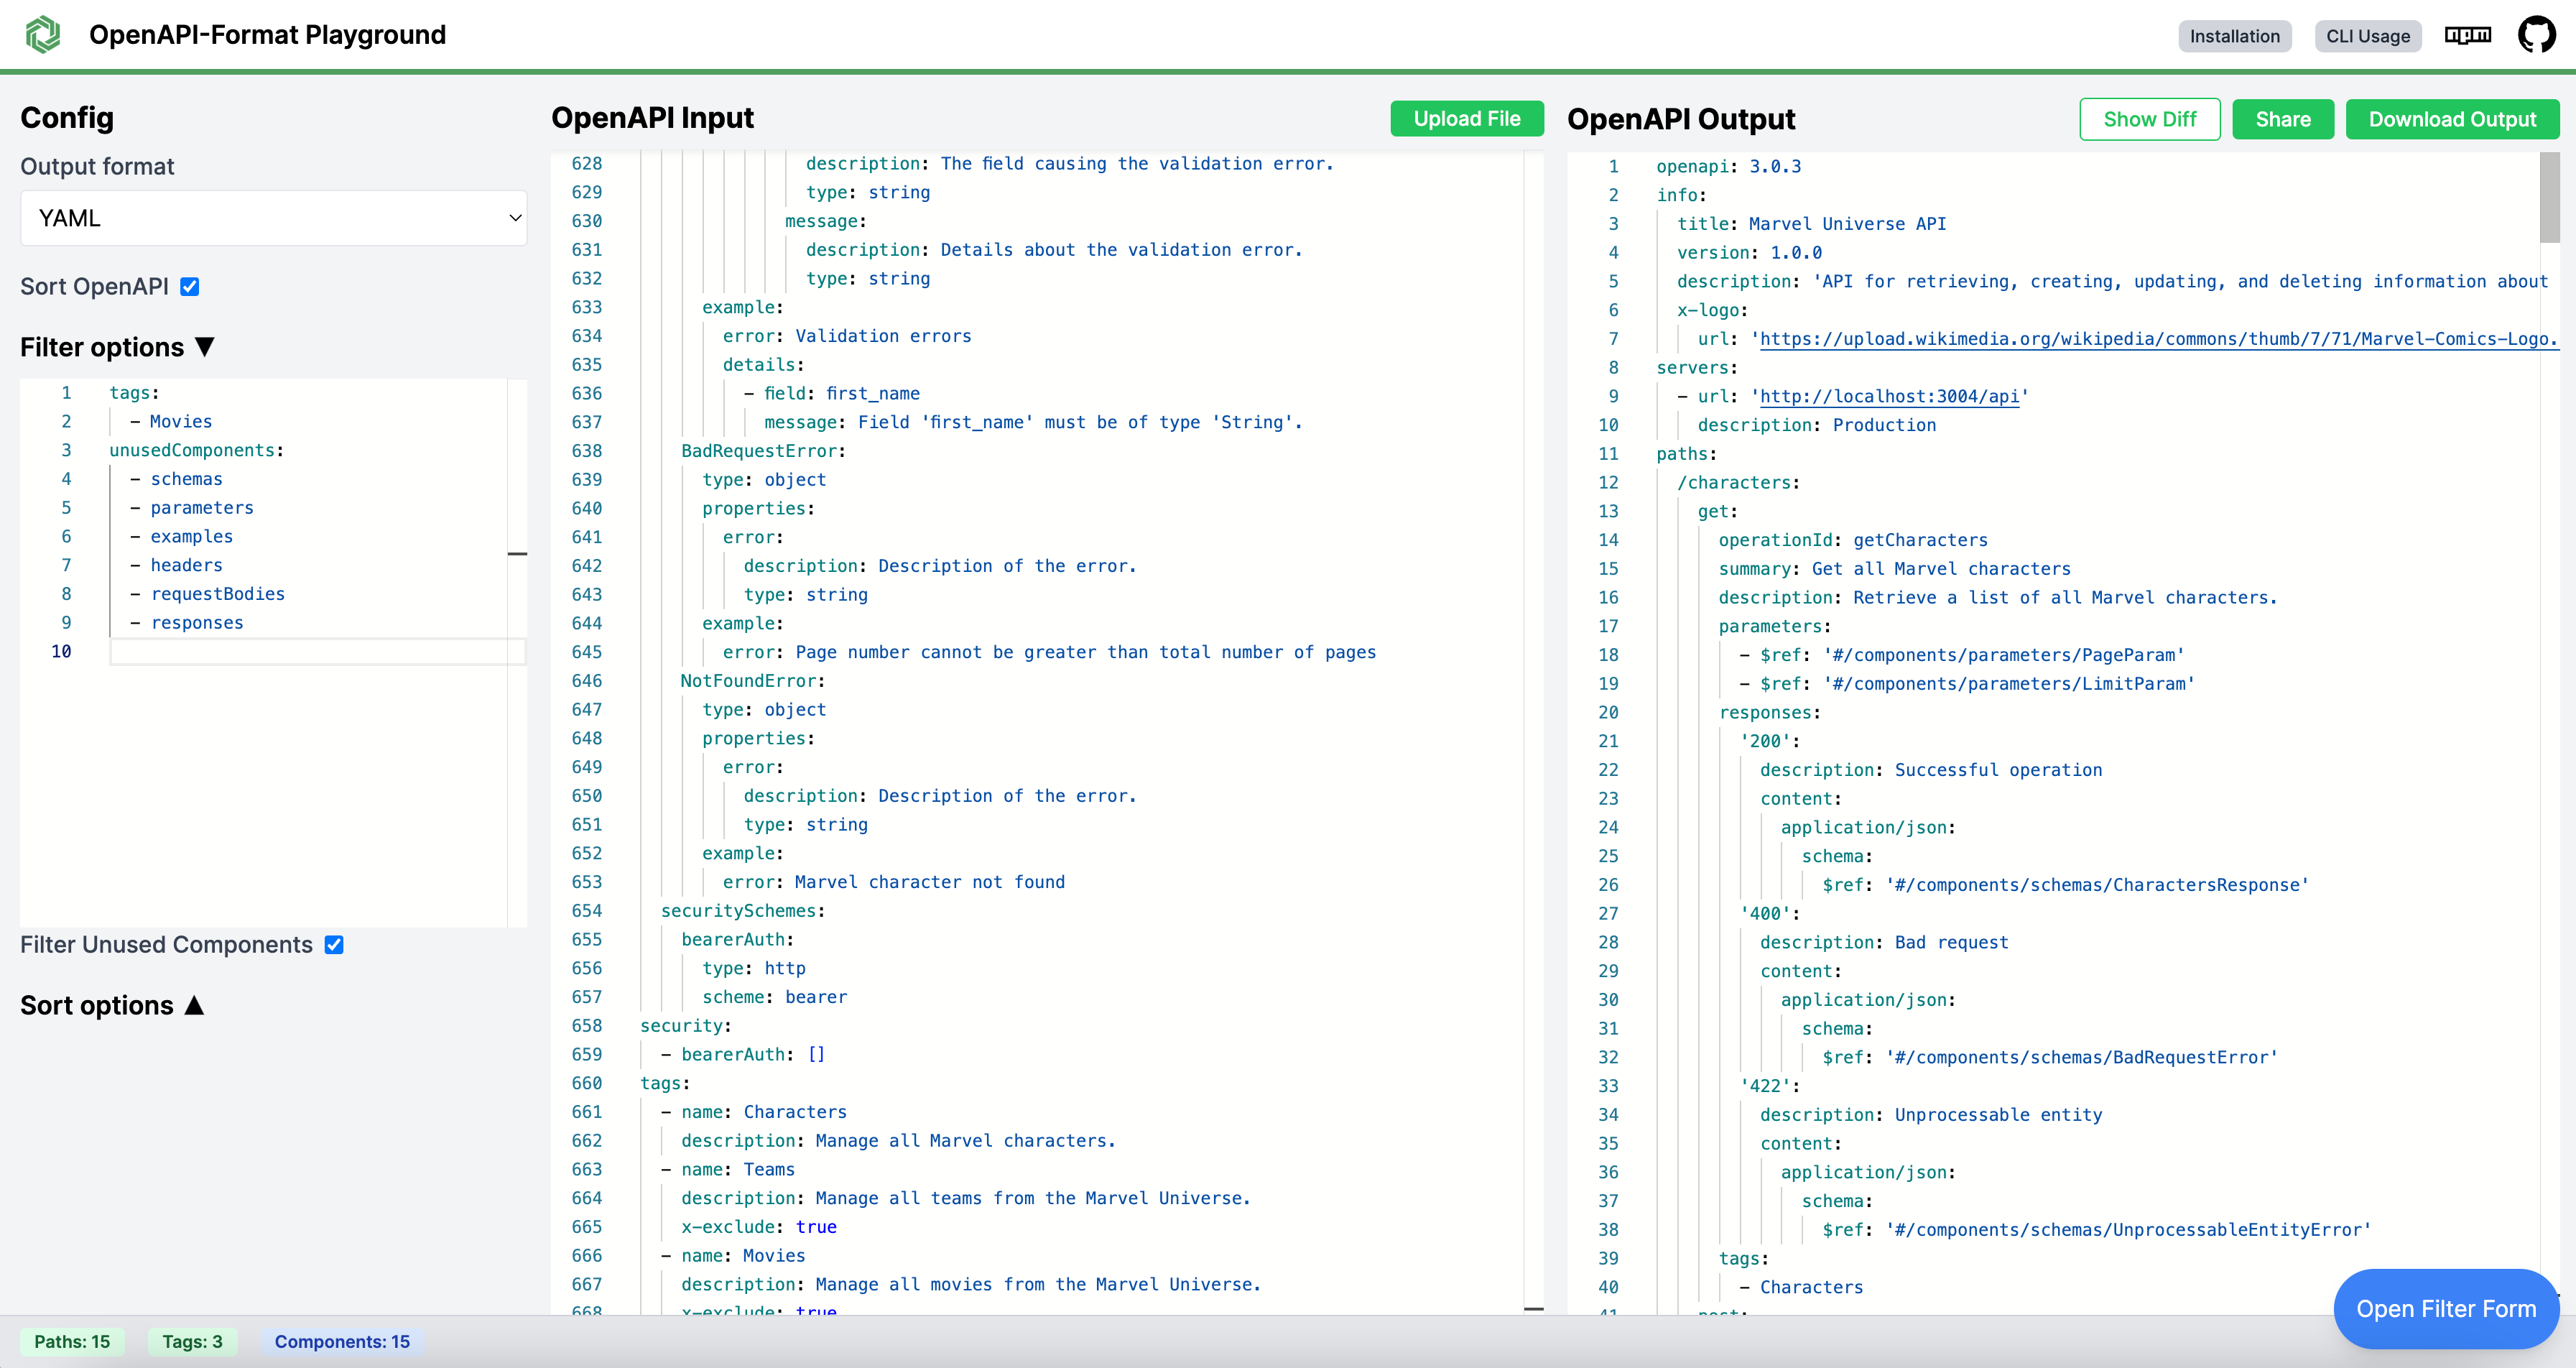 OpenAPI-Format Playground
Installation
CLI Usage
npm
Config
Output format
YAML
Sort OpenAPI
Filter options ▼
1 tags:
2   - Movies
3 unusedComponents:
4   - schemas
5   - parameters
6   - examples
7   - headers
8   - requestBodies
9   - responses
10
Filter Unused Components
Sort options ▲
OpenAPI Input
Upload File
628 description: The field causing the validation error.
629 type: string
630 message:
631 description: Details about the validation error.
632 type: string
633 example:
634 error: Validation errors
635 details:
636 - field: first_name
637 message: Field 'first_name' must be of type 'String'.
638 BadRequestError:
639 type: object
640 properties:
641 error:
642 description: Description of the error.
643 type: string
644 example:
645 error: Page number cannot be greater than total number of pages
646 NotFoundError:
647 type: object
648 properties:
649 error:
650 description: Description of the error.
651 type: string
652 example:
653 error: Marvel character not found
654 securitySchemes:
655 bearerAuth:
656 type: http
657 scheme: bearer
658 security:
659 - bearerAuth: []
660 tags:
661 - name: Characters
662 description: Manage all Marvel characters.
663 - name: Teams
664 description: Manage all teams from the Marvel Universe.
665 x-exclude: true
666 - name: Movies
667 description: Manage all movies from the Marvel Universe.
668 x-exclude: true
OpenAPI Output
Show Diff
Share
Download Output
1 openapi: 3.0.3
2 info:
3 title: Marvel Universe API
4 version: 1.0.0
5 description: 'API for retrieving, creating, updating, and deleting information about
6 x-logo:
7 url: 'https://upload.wikimedia.org/wikipedia/commons/thumb/7/71/Marvel-Comics-Logo.
8 servers:
9 - url: 'http://localhost:3004/api'
10 description: Production
11 paths:
12 /characters:
13 get:
14 operationId: getCharacters
15 summary: Get all Marvel characters
16 description: Retrieve a list of all Marvel characters.
17 parameters:
18 - $ref: '#/components/parameters/PageParam'
19 - $ref: '#/components/parameters/LimitParam'
20 responses:
21 '200':
22 description: Successful operation
23 content:
24 application/json:
25 schema:
26 $ref: '#/components/schemas/CharactersResponse'
27 '400':
28 description: Bad request
29 content:
30 application/json:
31 schema:
32 $ref: '#/components/schemas/BadRequestError'
33 '422':
34 description: Unprocessable entity
35 content:
36 application/json:
37 schema:
38 $ref: '#/components/schemas/UnprocessableEntityError'
39 tags:
40 - Characters
41 post:
Open Filter Form
Paths: 15
Tags: 3
Components: 15